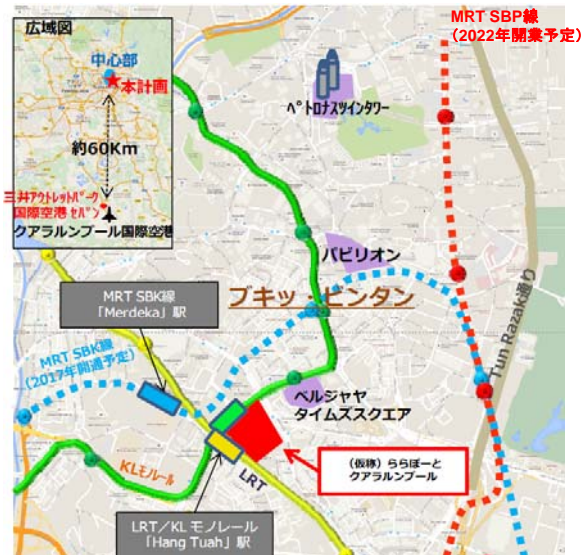 広域図
中心部
本計画
約60Km
三井アウトレットパーク
国際空港 セパン
クアラルンプール国際空港
MRT SBP線
(2022年開業予定)
ペトロナスツインタワー
パビリオン
ブキッ・ビンタン
MRT SBK線
「Merdeka」駅
MRT SBK線
(2017年開通予定)
Tun Razak通り
ベルジャヤ
タイムズスクエア
KLモノレール
LRT
(仮称)ららぽーと
クアラルンプール
LRT/KL モノレール
「Hang Tuah」駅